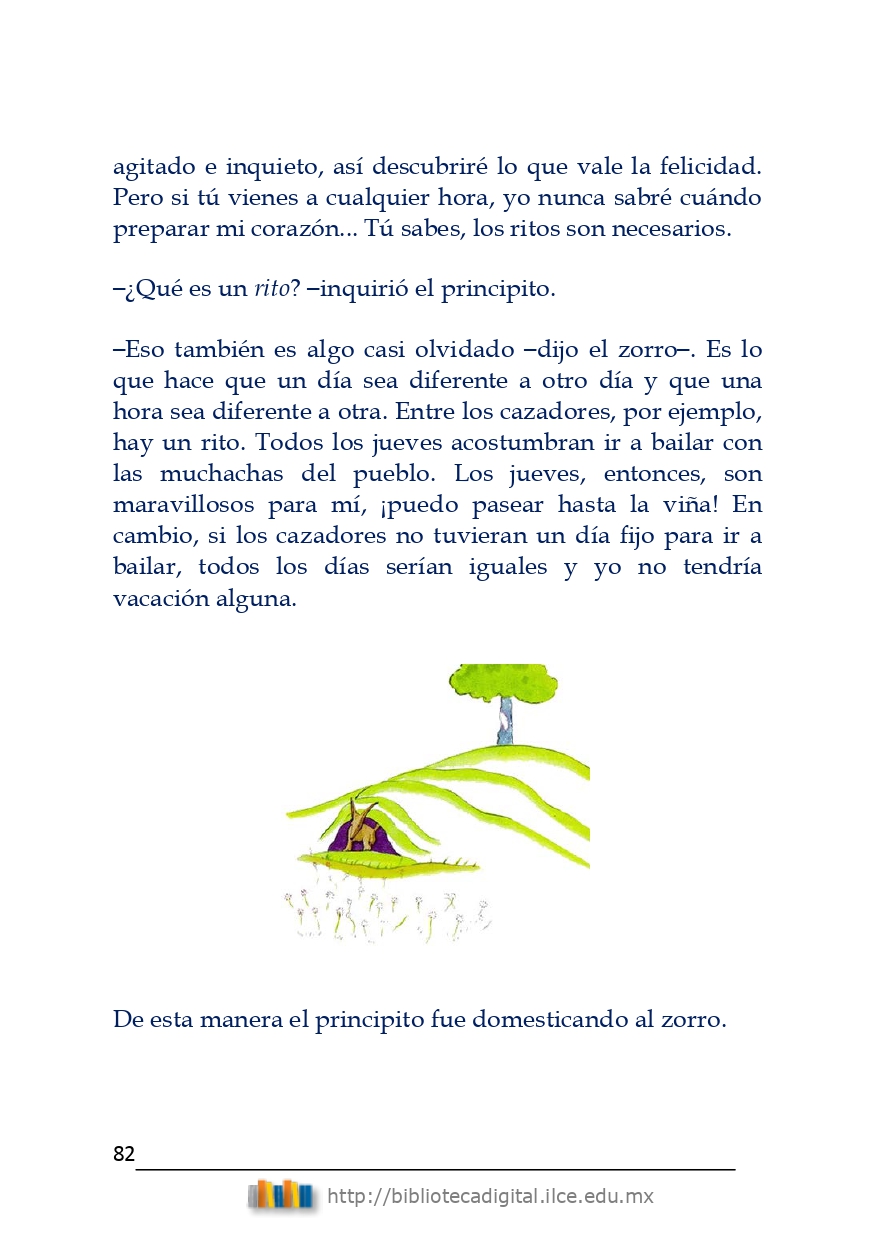 agitado e inquieto, así descubriré lo que vale la felicidad.
Pero si tú vienes a cualquier hora, yo nunca sabré cuándo
preparar mi corazón... Tú sabes, los ritos son necesarios.
–¿Qué es un rito? –inquirió el principito.
–Eso también es algo casi olvidado –dijo el zorro–. Es lo
que hace que un día sea diferente a otro día y que una
hora sea diferente a otra. Entre los cazadores, por ejemplo,
hay un rito. Todos los jueves acostumbran ir a bailar con
las muchachas del pueblo. Los jueves, entonces, son
maravillosos para mí, ¡puedo pasear hasta la viña! En
cambio, si los cazadores no tuvieran un día fijo para ir a
bailar, todos los días serían iguales y yo no tendría
vacación alguna.
De esta manera el principito fue domesticando al zorro.
82
http://bibliotecadigital.ilce.edu.mx